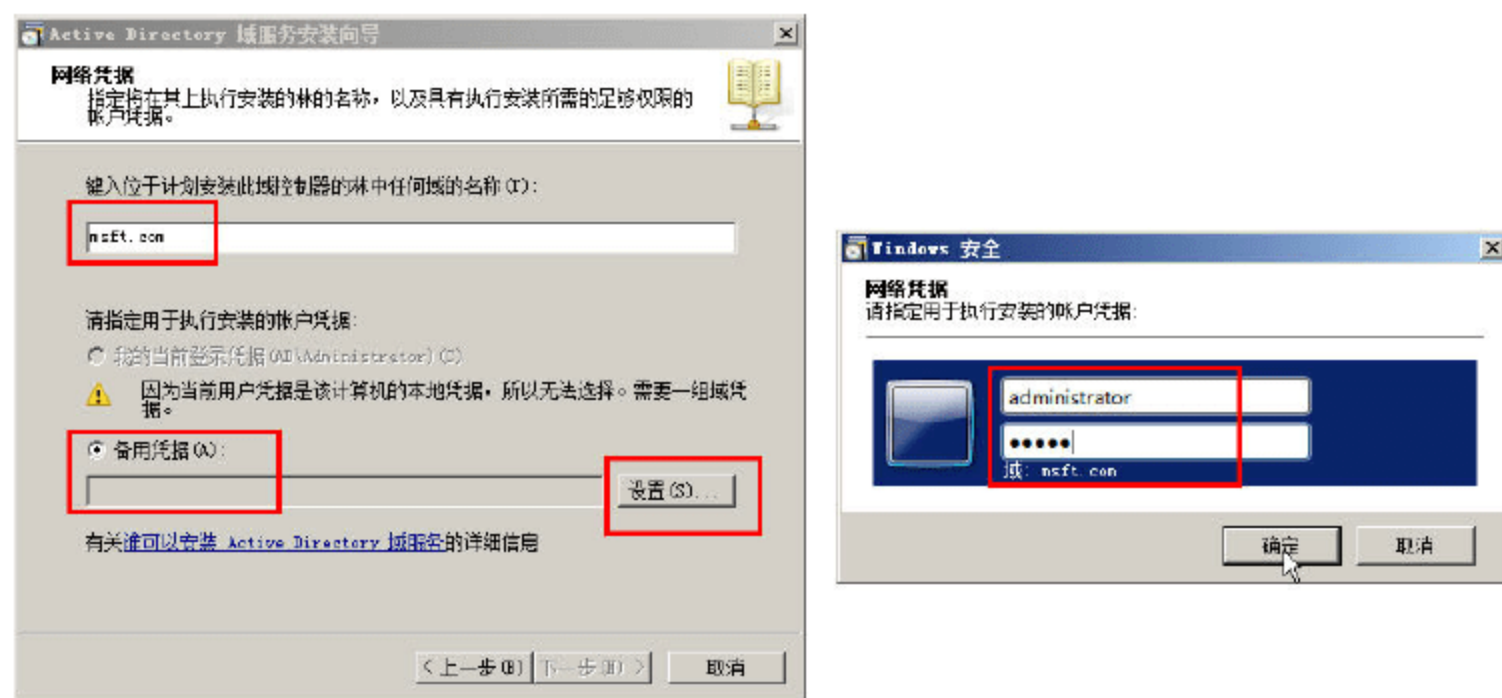 Active Directory 域服务安装向导
网络凭据
指定将在其上执行安装的林的名称，以及具有执行安装所需的足够权限的
帐户凭据。
键入位于计划安装此域控制器的林中任何域的名称(T):
msft.com
请指定用于执行安装的帐户凭据:
我的当前登录凭据(AD\Administrator)(C)
因为当前用户凭据是该计算机的本地凭据，所以无法选择。需要一组域凭
据。
备用凭据(A):
设置(S)...
有关谁可以安装 Active Directory 域服务的详细信息
<上一步(B)
下一步(N) >
取消
Windows 安全
网络凭据
请指定用于执行安装的帐户凭据:
administrator
●●●●●
域: msft.com
确定
取消